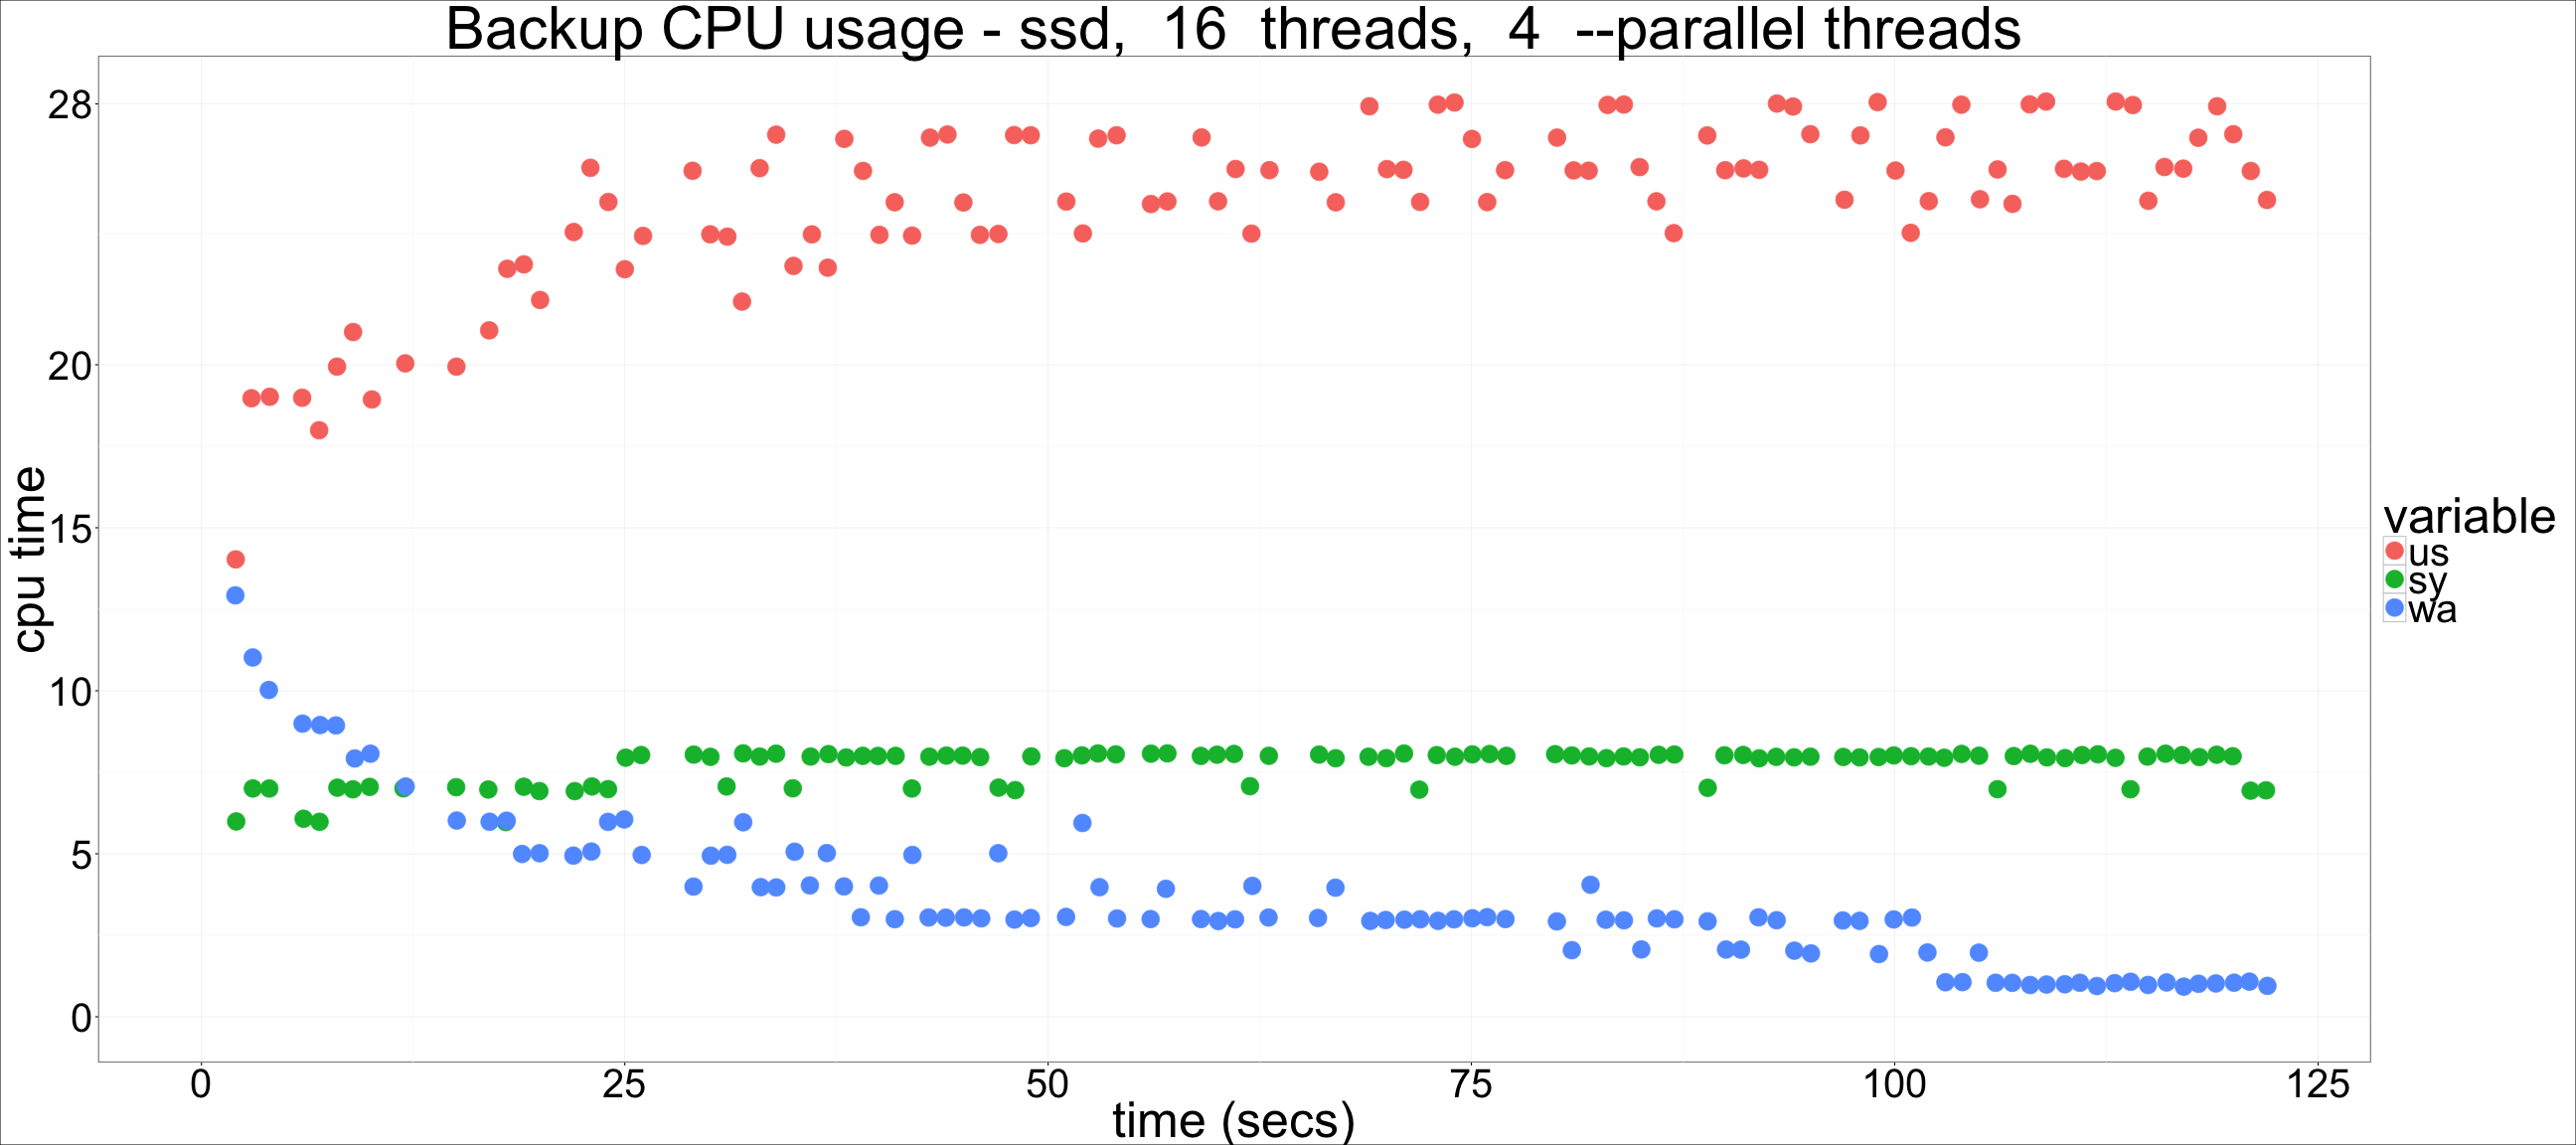 Backup CPU usage - ssd, 16 threads, 4 --parallel threads
28
20
15
10
5
0
cpu time
0 25 50 75 100 125
time (secs)
variable
us
sy
wa